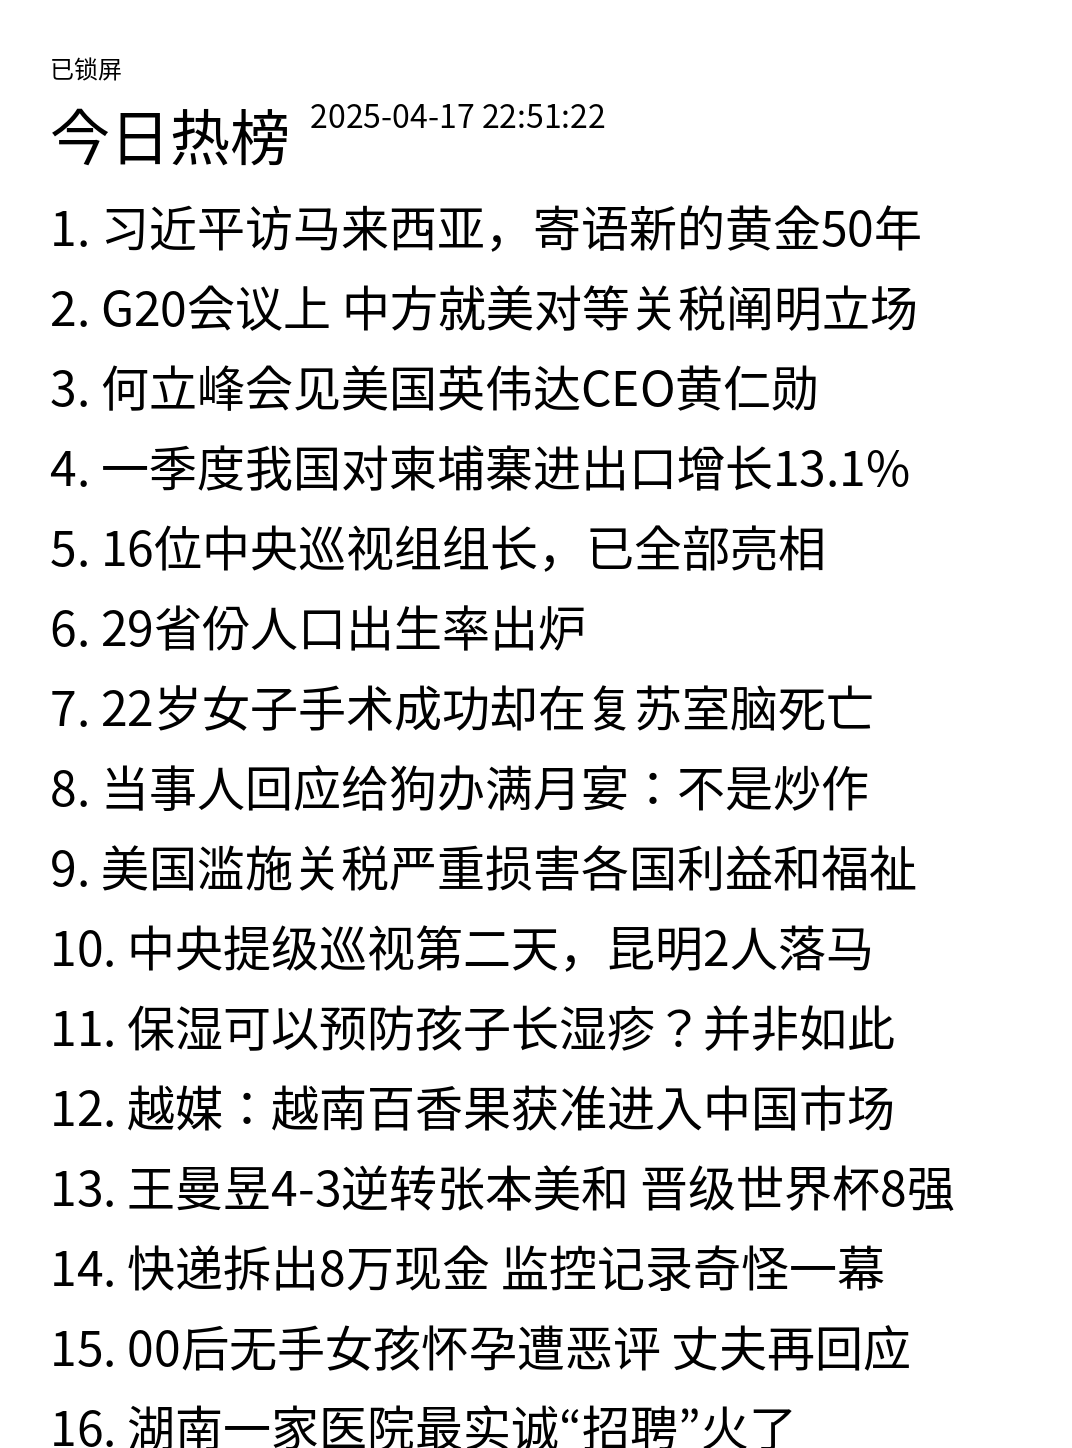 已锁屏
今日热榜 2025-04-17 22:51:22
1. 习近平访马来西亚，寄语新的黄金50年
2. G20会议上 中方就美对等关税阐明立场
3. 何立峰会见美国英伟达CEO黄仁勋
4. 一季度我国对柬埔寨进出口增长13.1%
5. 16位中央巡视组组长，已全部亮相
6. 29省份人口出生率出炉
7. 22岁女子手术成功却在复苏室脑死亡
8. 当事人回应给狗办满月宴：不是炒作
9. 美国滥施关税严重损害各国利益和福祉
10. 中央提级巡视第二天，昆明2人落马
11. 保湿可以预防孩子长湿疹？并非如此
12. 越媒：越南百香果获准进入中国市场
13. 王曼昱4-3逆转张本美和 晋级世界杯8强
14. 快递拆出8万现金 监控记录奇怪一幕
15. 00后无手女孩怀孕遭恶评 丈夫再回应
16. 湖南一家医院最实诚“招聘”火了